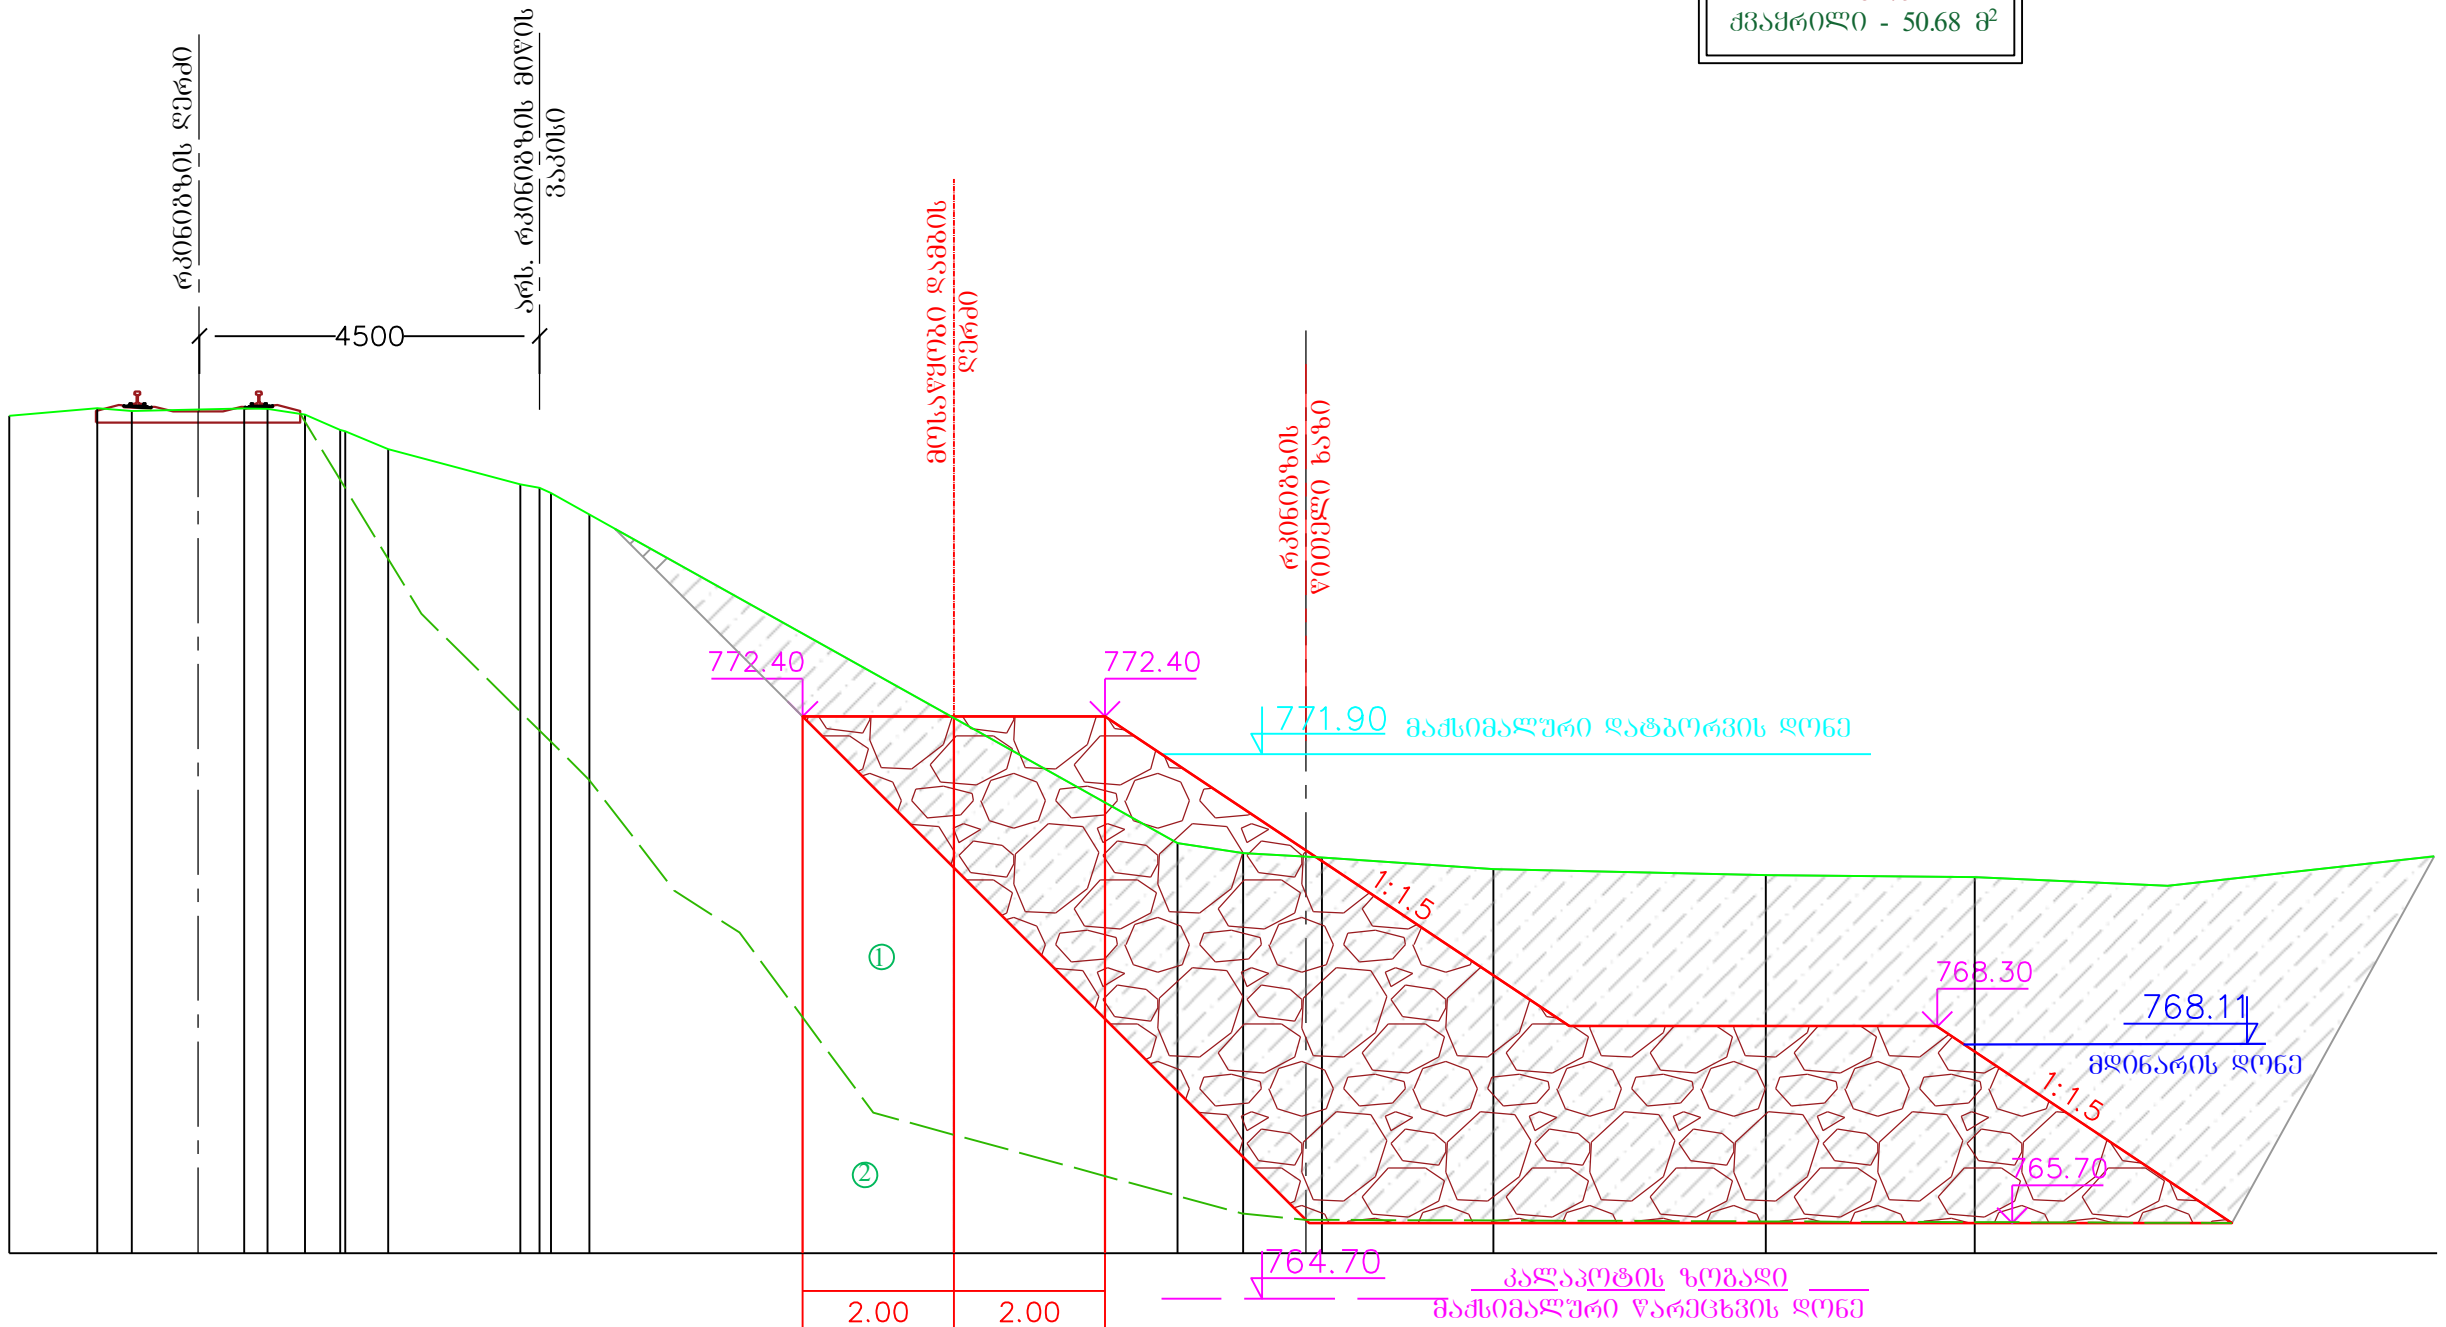 ქვაყრილი - 50.68 მ²
რკინიგზის ღერძი
არს. რკინიგზის მიწის
ვაკისი
4500
მოსაწყობი დამბის
ღერძი
რკინიგზის
წითელი ხაზი
772.40
772.40
771.90 მაქსიმალური დატბორვის დონე
1:1.5
①
768.30
768.11
მდინარის დონე
1:1.5
②
765.70
764.70
კალაპოტის ზოგადი
მაქსიმალური წარეცხვის დონე
2.00 2.00